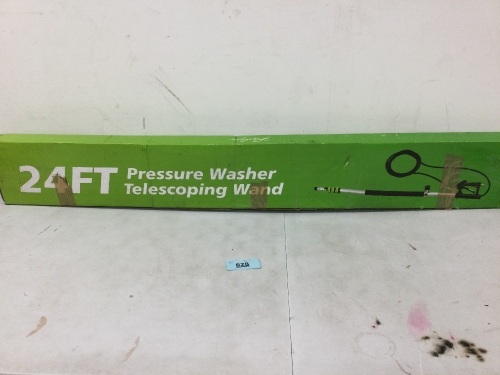 24FT Pressure Washer
Telescoping Wand